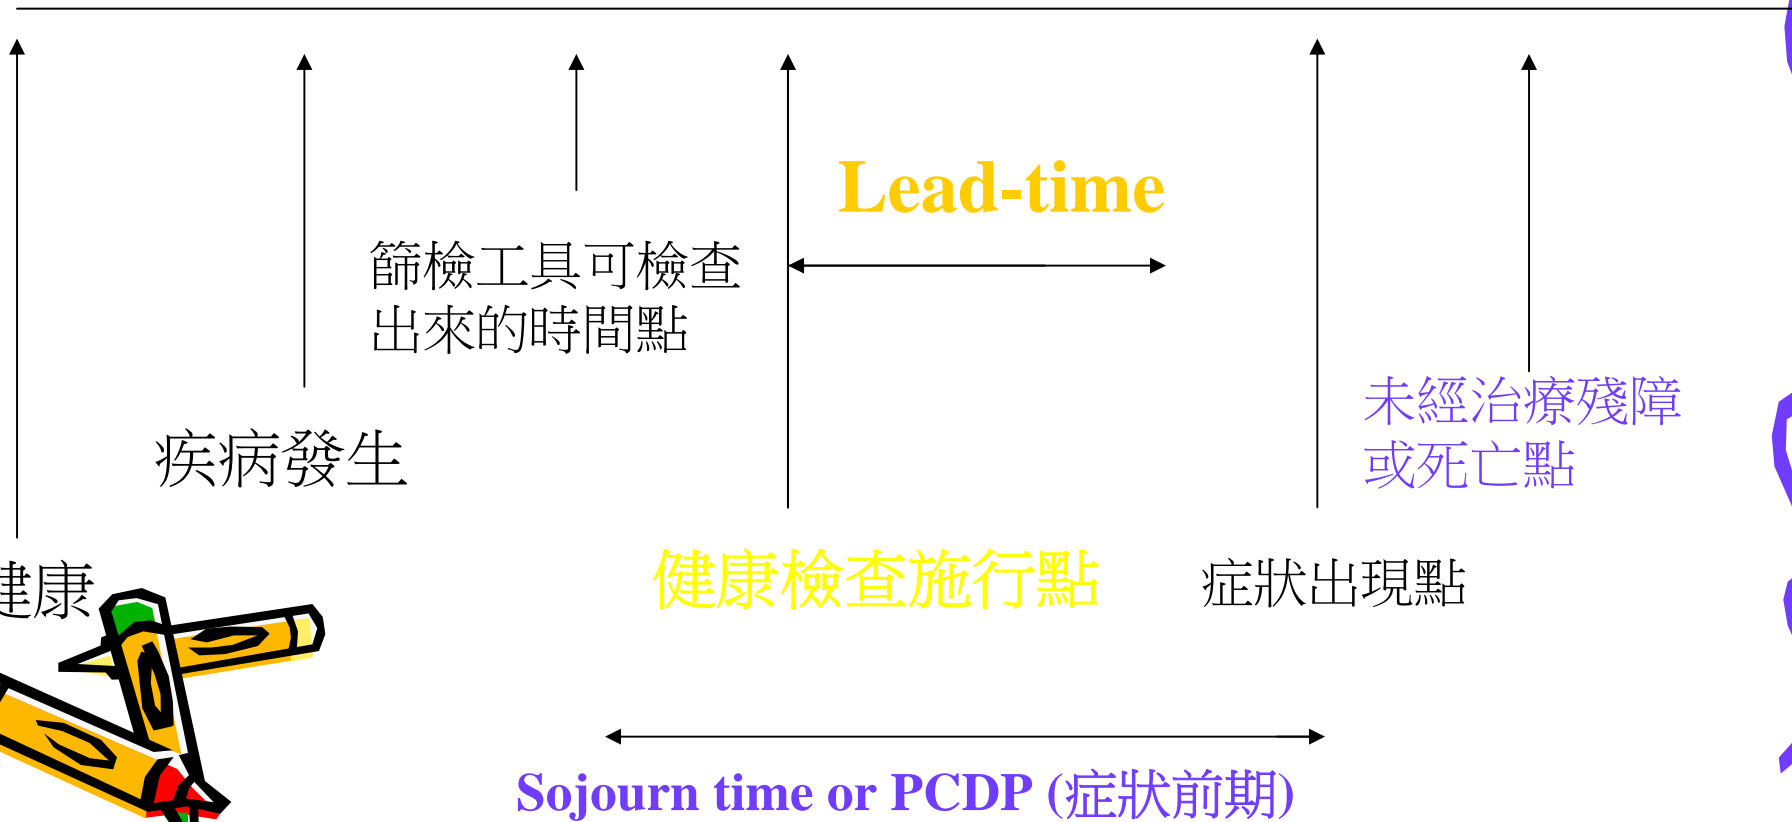 Lead-time
篩檢工具可檢查
出來的時間點
未經治療殘障
或死亡點
疾病發生
健康
健康檢查施行點
症狀出現點
Sojourn time or PCDP (症狀前期)